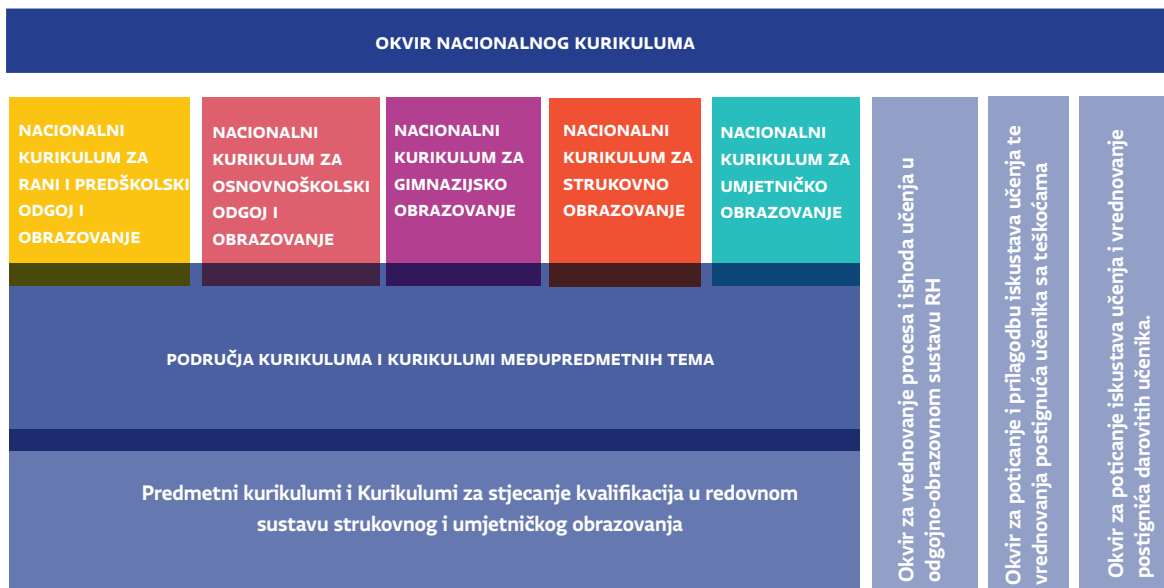 OKVIR NACIONALNOG KURIKULUMA
NACIONALNI
KURIKULUM ZA
RANI I PREDŠKOLSKI
ODGOJ I
OBRAZOVANJE
NACIONALNI
KURIKULUM ZA
OSNOVNOŠKOLSKI
ODGOJ I
OBRAZOVANJE
NACIONALNI
KURIKULUM ZA
GIMNAZIJSKO
OBRAZOVANJE
NACIONALNI
KURIKULUM ZA
STRUKOVNO
OBRAZOVANJE
NACIONALNI
KURIKULUM ZA
UMJETNIČKO
OBRAZOVANJE
PODRUČJA KURIKULUMA I KURIKULUMI MEĐUPREDMETNIH TEMA
Predmetni kurikulumi i Kurikulumi za stjecanje kvalifikacija u redovnom
sustavu strukovnog i umjetničkog obrazovanja
Okvir za vrednovanje procesa i ishoda učenja u
odgojno-obrazovnom sustavu RH
Okvir za poticanje i prilagodbu iskustava učenja te
vrednovanja postignuća učenika sa teškoćama
Okvir za poticanje iskustava učenja i vrednovanje
postignića darovitih učenika.